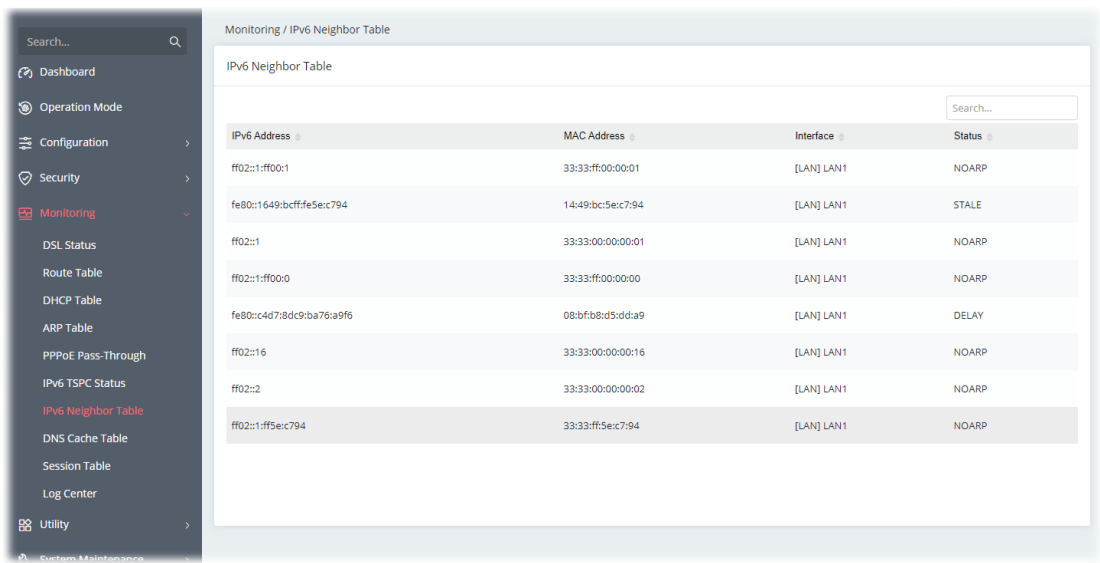 Search...
Dashboard
Operation Mode
Configuration
Security
Monitoring
DSL Status
Route Table
DHCP Table
ARP Table
PPPoE Pass-Through
IPv6 TSPC Status
IPv6 Neighbor Table
DNS Cache Table
Session Table
Log Center
Utility
System Maintenance
Monitoring / IPv6 Neighbor Table
IPv6 Neighbor Table
Search...
IPv6 Address MAC Address Interface Status
ff02::1:ff00:1 33:33:ff:00:00:01 [LAN] LAN1 NOARP
fe80::1649:bcff:fe5e:c794 14:49:bc:5e:c7:94 [LAN] LAN1 STALE
ff02::1 33:33:00:00:00:01 [LAN] LAN1 NOARP
ff02::1:ff00:0 33:33:ff:00:00:00 [LAN] LAN1 NOARP
fe80::c4d7:8dc9:ba76:a9f6 08:bf:b8:d5:dd:a9 [LAN] LAN1 DELAY
ff02::16 33:33:00:00:00:16 [LAN] LAN1 NOARP
ff02::2 33:33:00:00:00:02 [LAN] LAN1 NOARP
ff02::1:ff5e:c794 33:33:ff:5e:c7:94 [LAN] LAN1 NOARP